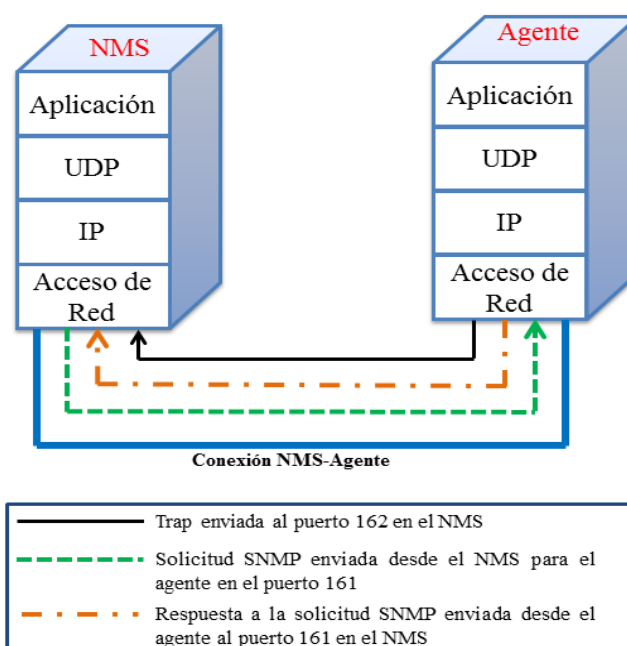 NMS
Aplicación
UDP
IP
Acceso de
Red
Agente
Aplicación
UDP
IP
Acceso de
Red
Conexión NMS-Agente
Trap enviada al puerto 162 en el NMS
Solicitud SNMP enviada desde el NMS para el
agente en el puerto 161
Respuesta a la solicitud SNMP enviada desde el
agente al puerto 161 en el NMS